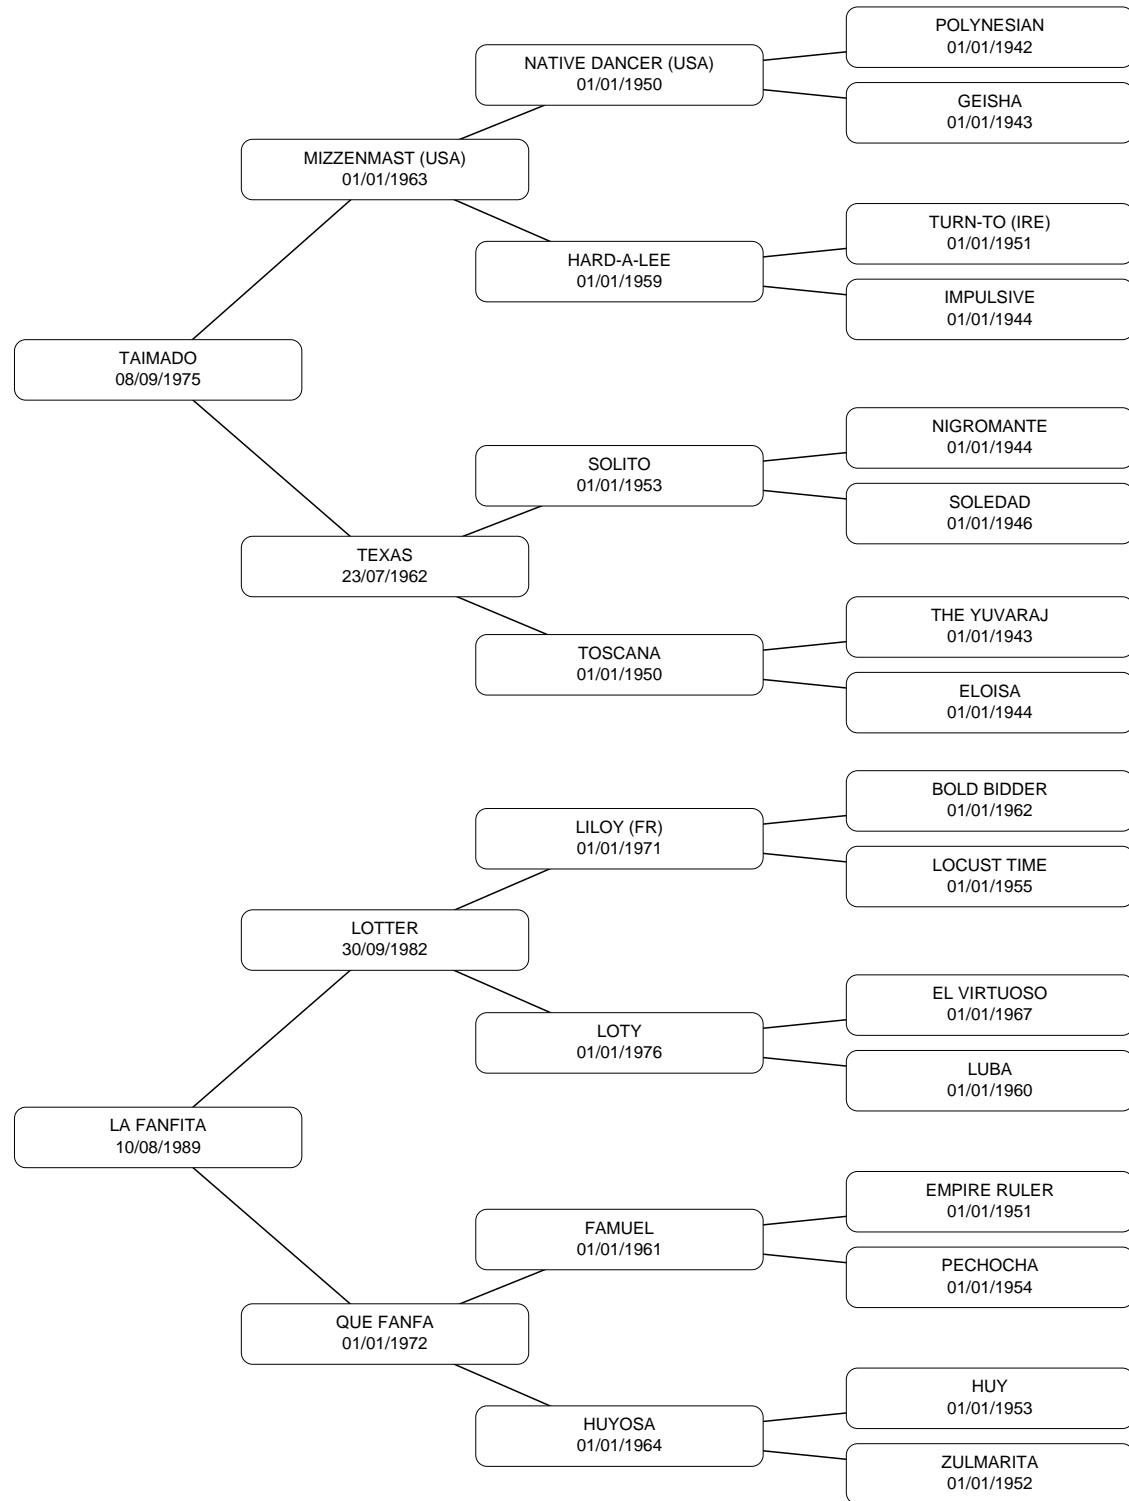 POLYNESIAN
01/01/1942
NATIVE DANCER (USA)
01/01/1950
GEISHA
01/01/1943
MIZZENMAST (USA)
01/01/1963
TURN-TO (IRE)
01/01/1951
HARD-A-LEE
01/01/1959
IMPULSIVE
01/01/1944
TAIMADO
08/09/1975
NIGROMANTE
01/01/1944
SOLITO
01/01/1953
SOLEDAD
01/01/1946
TEXAS
23/07/1962
THE YUVARAJ
01/01/1943
TOSCANA
01/01/1950
ELOISA
01/01/1944
BOLD BIDDER
01/01/1962
LILOY (FR)
01/01/1971
LOCUST TIME
01/01/1955
LOTTER
30/09/1982
EL VIRTUOSO
01/01/1967
LOTY
01/01/1976
LUBA
01/01/1960
LA FANFITA
10/08/1989
EMPIRE RULER
01/01/1951
FAMUEL
01/01/1961
PECHOCHA
01/01/1954
QUE FANFA
01/01/1972
HUY
01/01/1953
HUYOSA
01/01/1964
ZULMARITA
01/01/1952